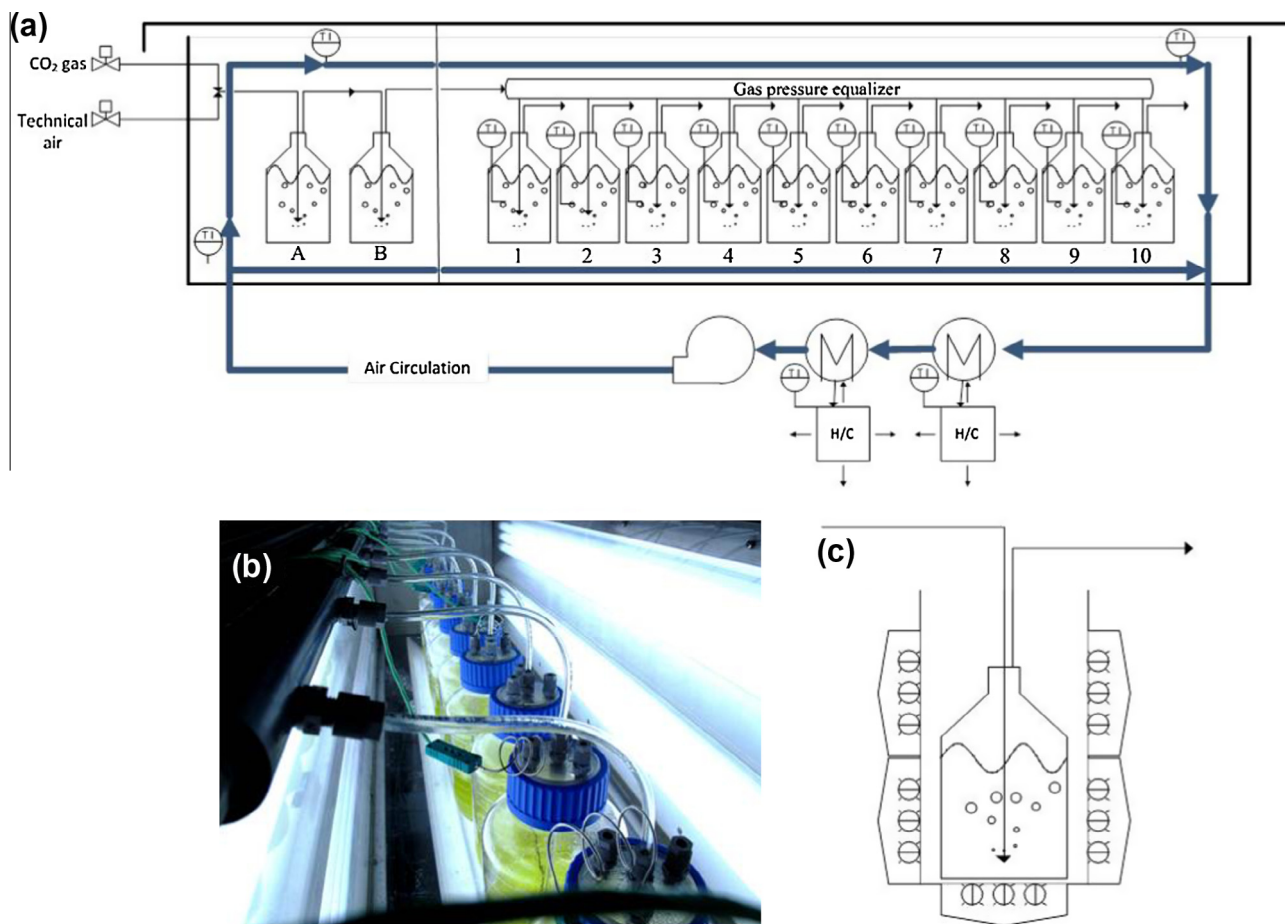 (a)
CO₂ gas
Technical
air
TI
TI
Gas pressure equalizer
TI TI TI TI TI TI TI TI TI TI
TI
A B 1 2 3 4 5 6 7 8 9 10
Air Circulation
TI TI
H/C H/C
(b)
(c)